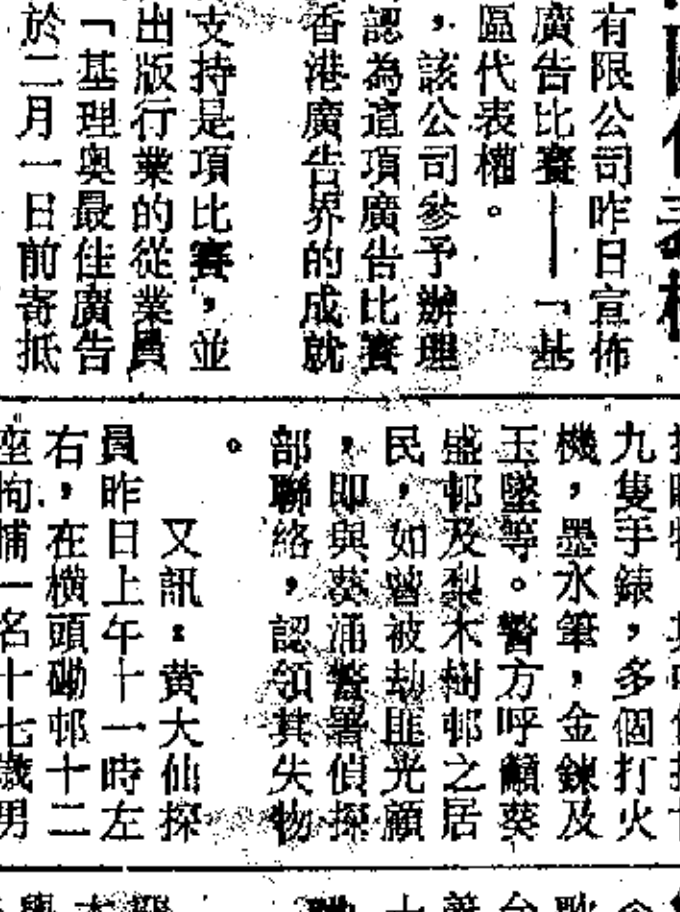 有限公司昨日宣佈
廣告比賽——「基
區代表權。
，該公司參予辦理
認為這項廣告比賽
香港廣告界的成就
支持是項比賽，並
出版行業的從業員
「基理奧最佳廣告
於二月一日前寄抵
九隻手錶，多個打火
機，墨水筆，金鍊及
玉墜等。警方呼籲葵
盛邨及梨木樹邨之居
民，如曾被劫匪光顧
，即與葵涌警署偵探
部聯絡，認領其失物
。
又訊：黃大仙探
員昨日上午十一時左
右，在橫頭磡邨十二
座拘捕一名十七歲男